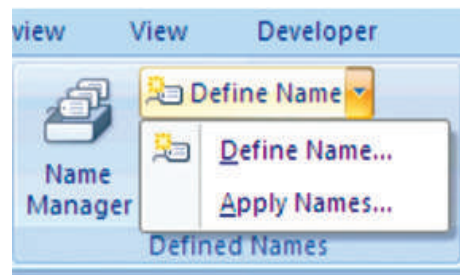 view View Developer
Define Name
Define Name...
Name
Manager
Apply Names...
Defined Names